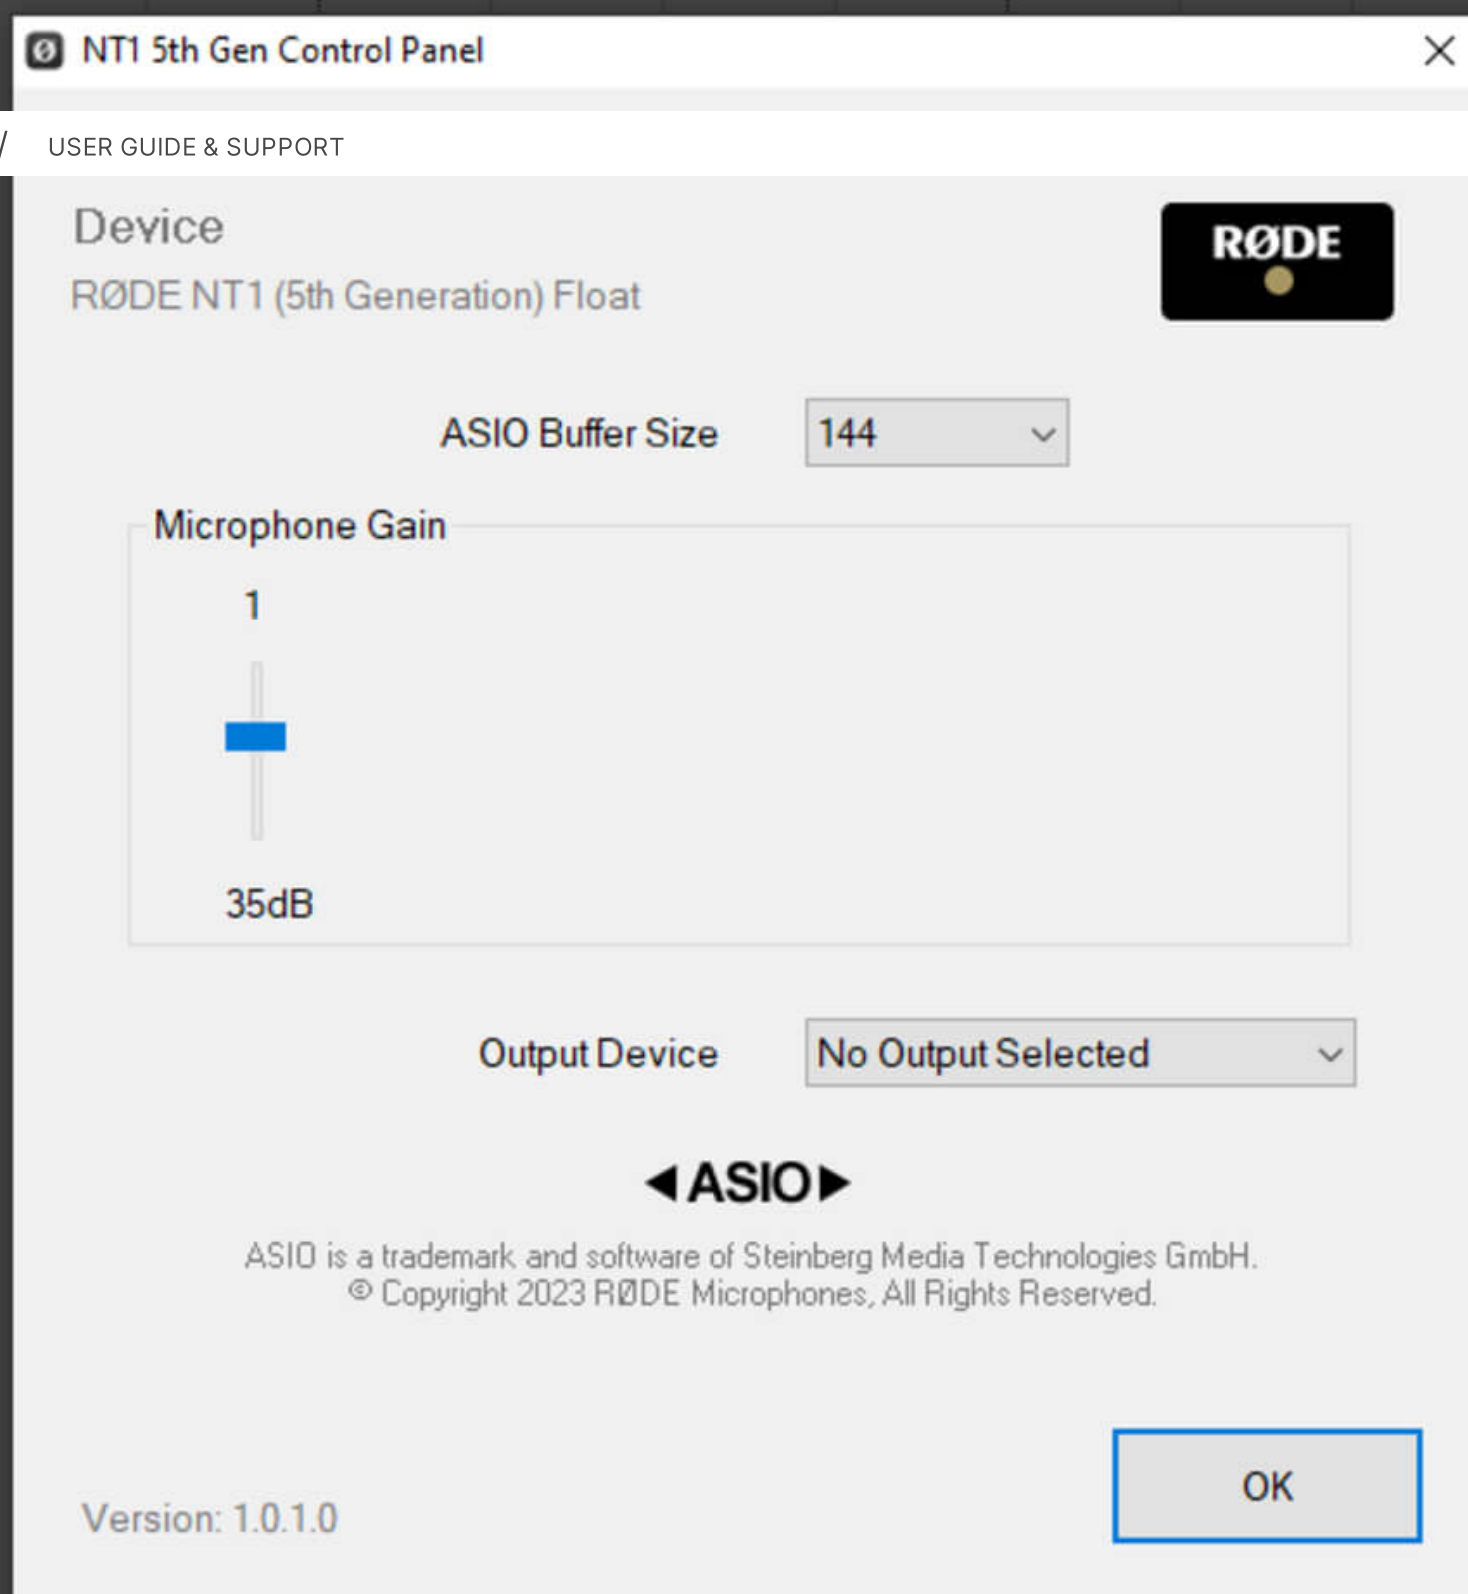 NT1 5th Gen Control Panel
/ USER GUIDE & SUPPORT
Device
RØDE
RØDE NT1 (5th Generation) Float
ASIO Buffer Size 144
Microphone Gain
1
35dB
Output Device No Output Selected
ASIO
ASIO is a trademark and software of Steinberg Media Technologies GmbH.
© Copyright 2023 RØDE Microphones, All Rights Reserved.
OK
Version: 1.0.1.0